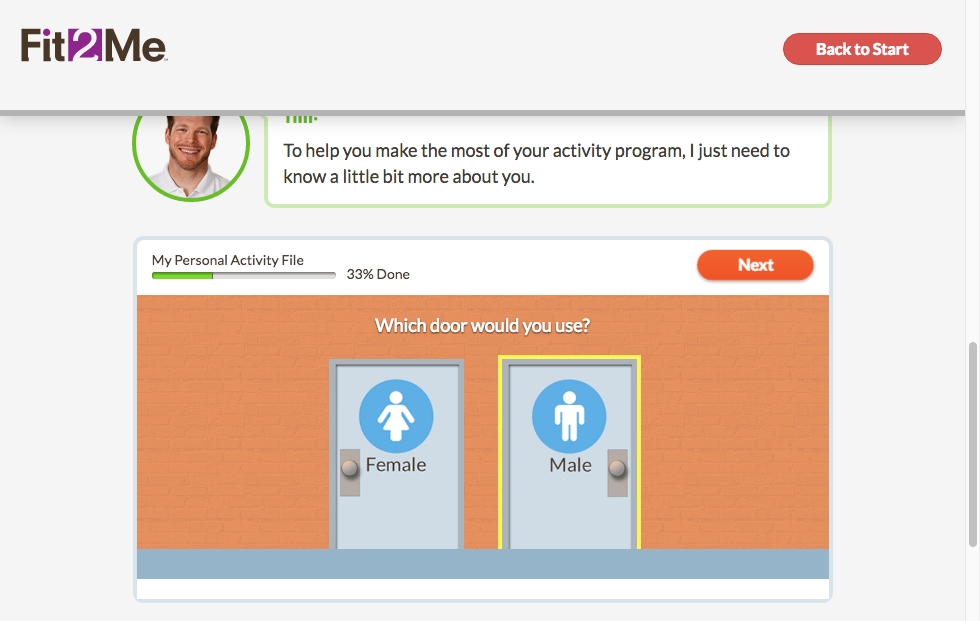 Fit2Me
Back to Start
To help you make the most of your activity program, I just need to
know a little bit more about you.
My Personal Activity File
33% Done
Next
Which door would you use?
Female
Male